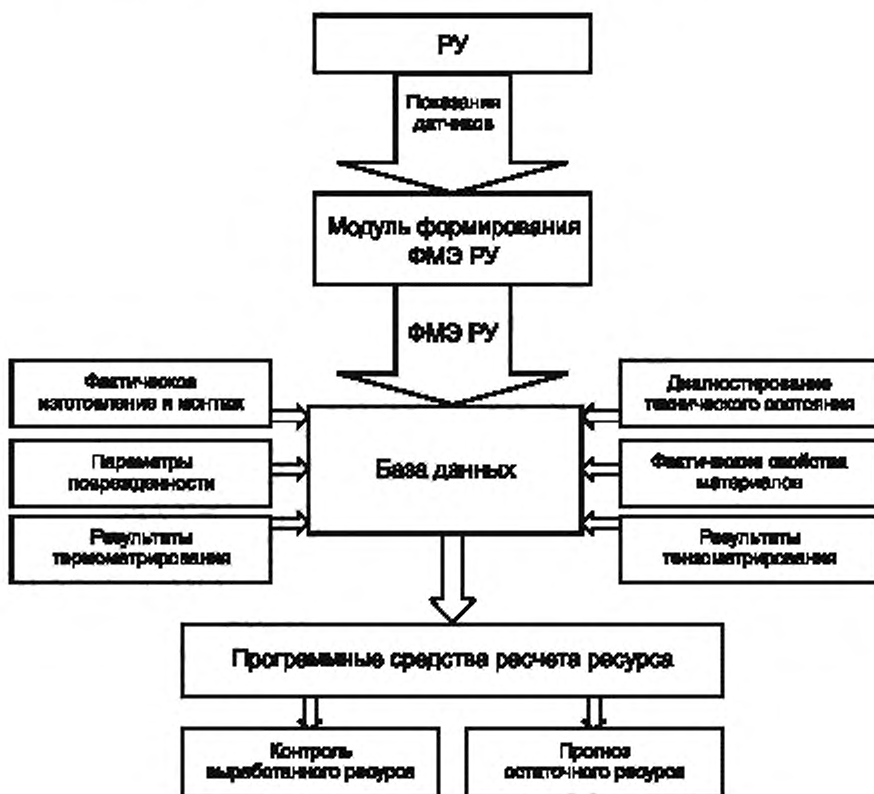 РУ
Показания
датчиков
Модуль формирования
ФМЭ РУ
ФМЭ РУ
Фактическое
изготовление и монтаж
Диагностирование
технического состояния
Параметры
поврежденности
База данных
Фактические свойства
материалов
Результаты
термометрирования
Результаты
тензометрирования
Программные средства расчета ресурса
Контроль
выработанного ресурса
Прогноз
остаточного ресурса